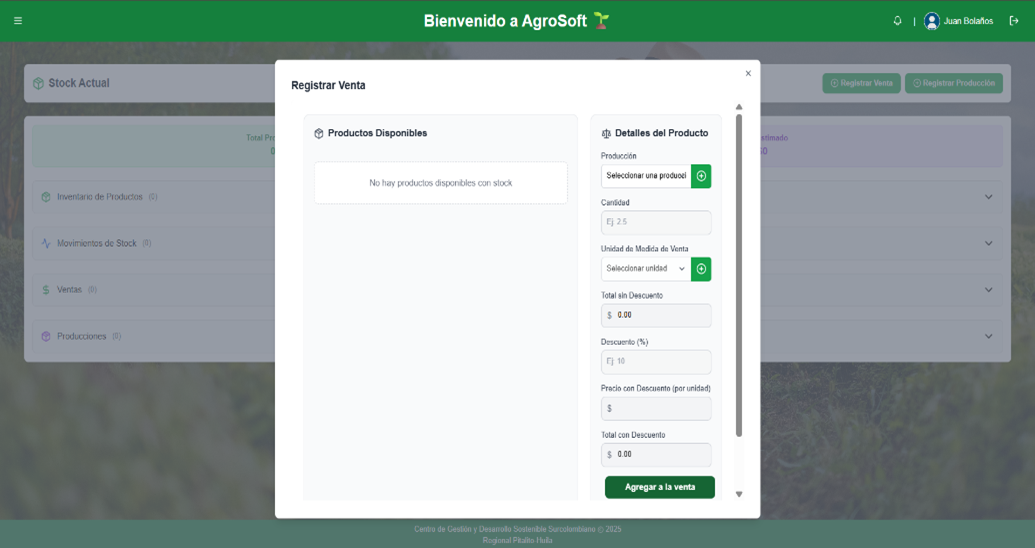 Bienvenido a AgroSoft
| Juan Bolaños
Stock Actual
Registrar Venta
Registrar Producción
Total Pr
stimado
Inventario de Productos (0)
Movimientos de Stock (0)
Ventas (0)
Producciones (0)
Registrar Venta
×
Productos Disponibles
No hay productos disponibles con stock
Detalles del Producto
Producción
Seleccionar una producci
Cantidad
Ej: 2.5
Unidad de Medida de Venta
Seleccionar unidad
Total sin Descuento
$ 0.00
Descuento (%)
Ej: 10
Precio con Descuento (por unidad)
$
Total con Descuento
$ 0.00
Agregar a la venta
Centro de Gestión y Desarrollo Sostenible Surcolombiano © 2025
Regional Pitalito Huila